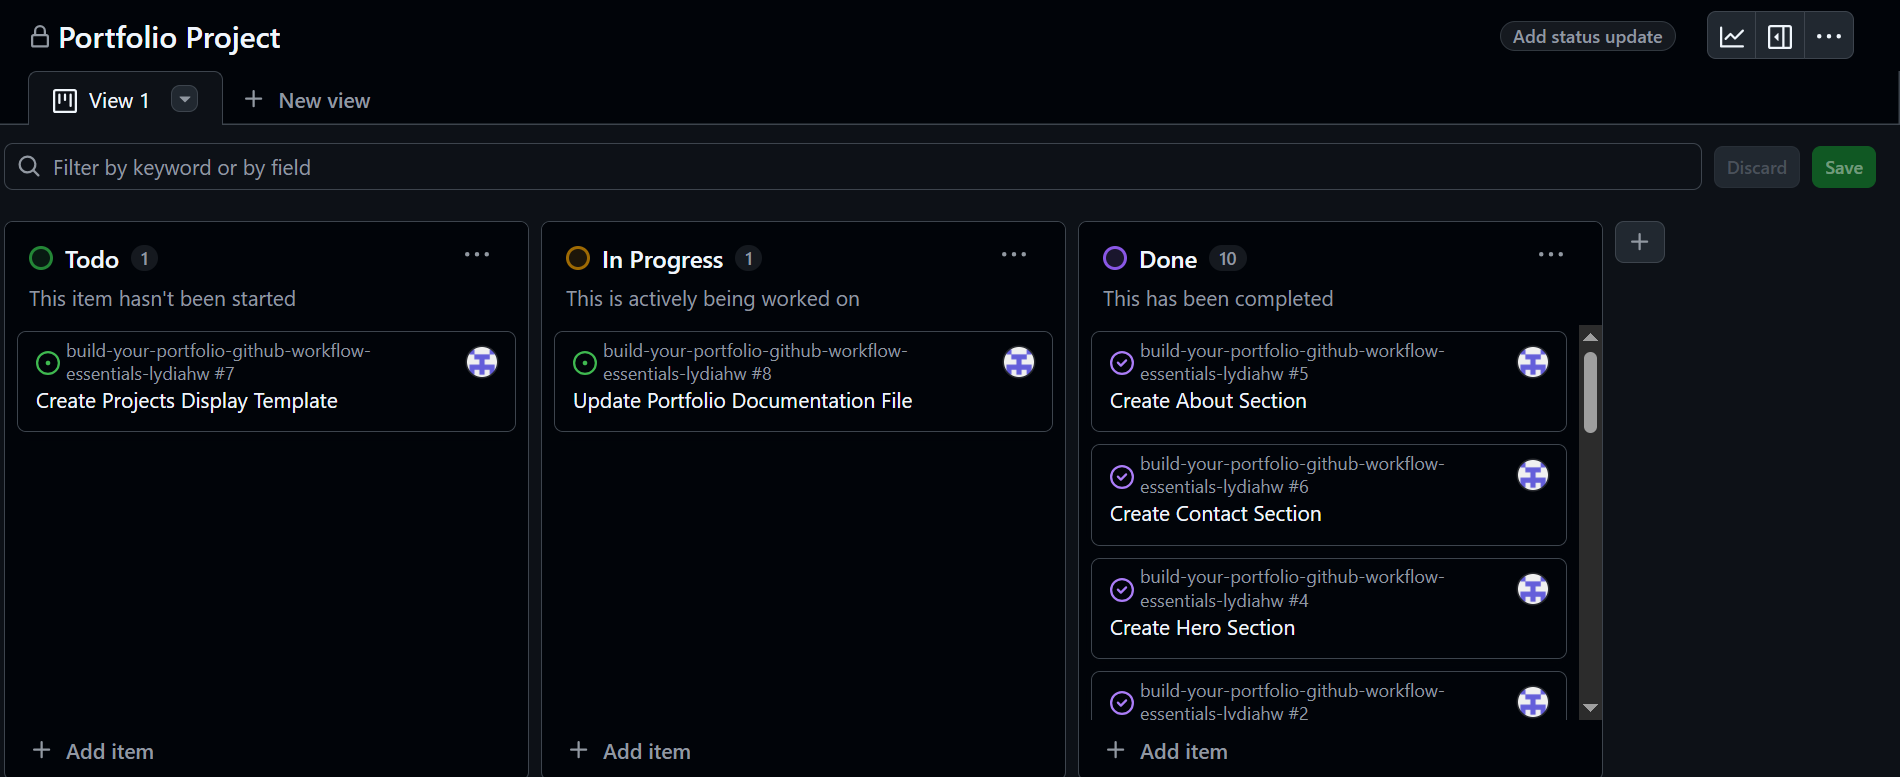 Portfolio Project
Add status update
View 1
New view
Filter by keyword or by field
Discard
Save
Todo 1
This item hasn't been started
build-your-portfolio-github-workflow-
essentials-lydiahw #7
Create Projects Display Template
Add item
In Progress 1
This is actively being worked on
build-your-portfolio-github-workflow-
essentials-lydiahw #8
Update Portfolio Documentation File
Add item
Done 10
This has been completed
build-your-portfolio-github-workflow-
essentials-lydiahw #5
Create About Section
build-your-portfolio-github-workflow-
essentials-lydiahw #6
Create Contact Section
build-your-portfolio-github-workflow-
essentials-lydiahw #4
Create Hero Section
build-your-portfolio-github-workflow-
essentials-lydiahw #2
Add item